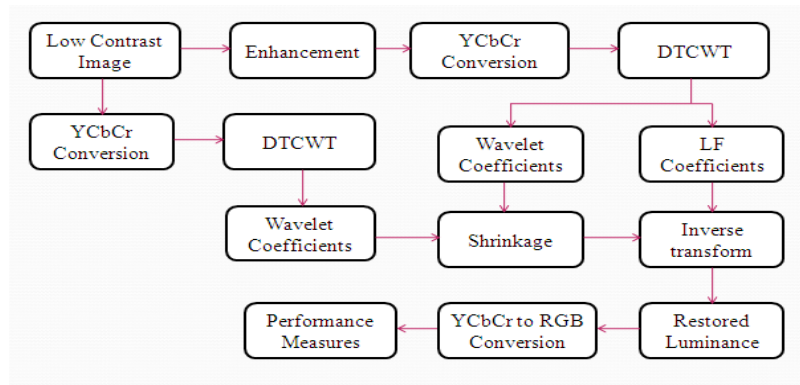 Low Contrast
Image
Enhancement
YCbCr
Conversion
DTCWT
YCbCr
Conversion
DTCWT
Wavelet
Coefficients
LF
Coefficients
Wavelet
Coefficients
Shrinkage
Inverse
transform
Performance
Measures
YCbCr to RGB
Conversion
Restored
Luminance